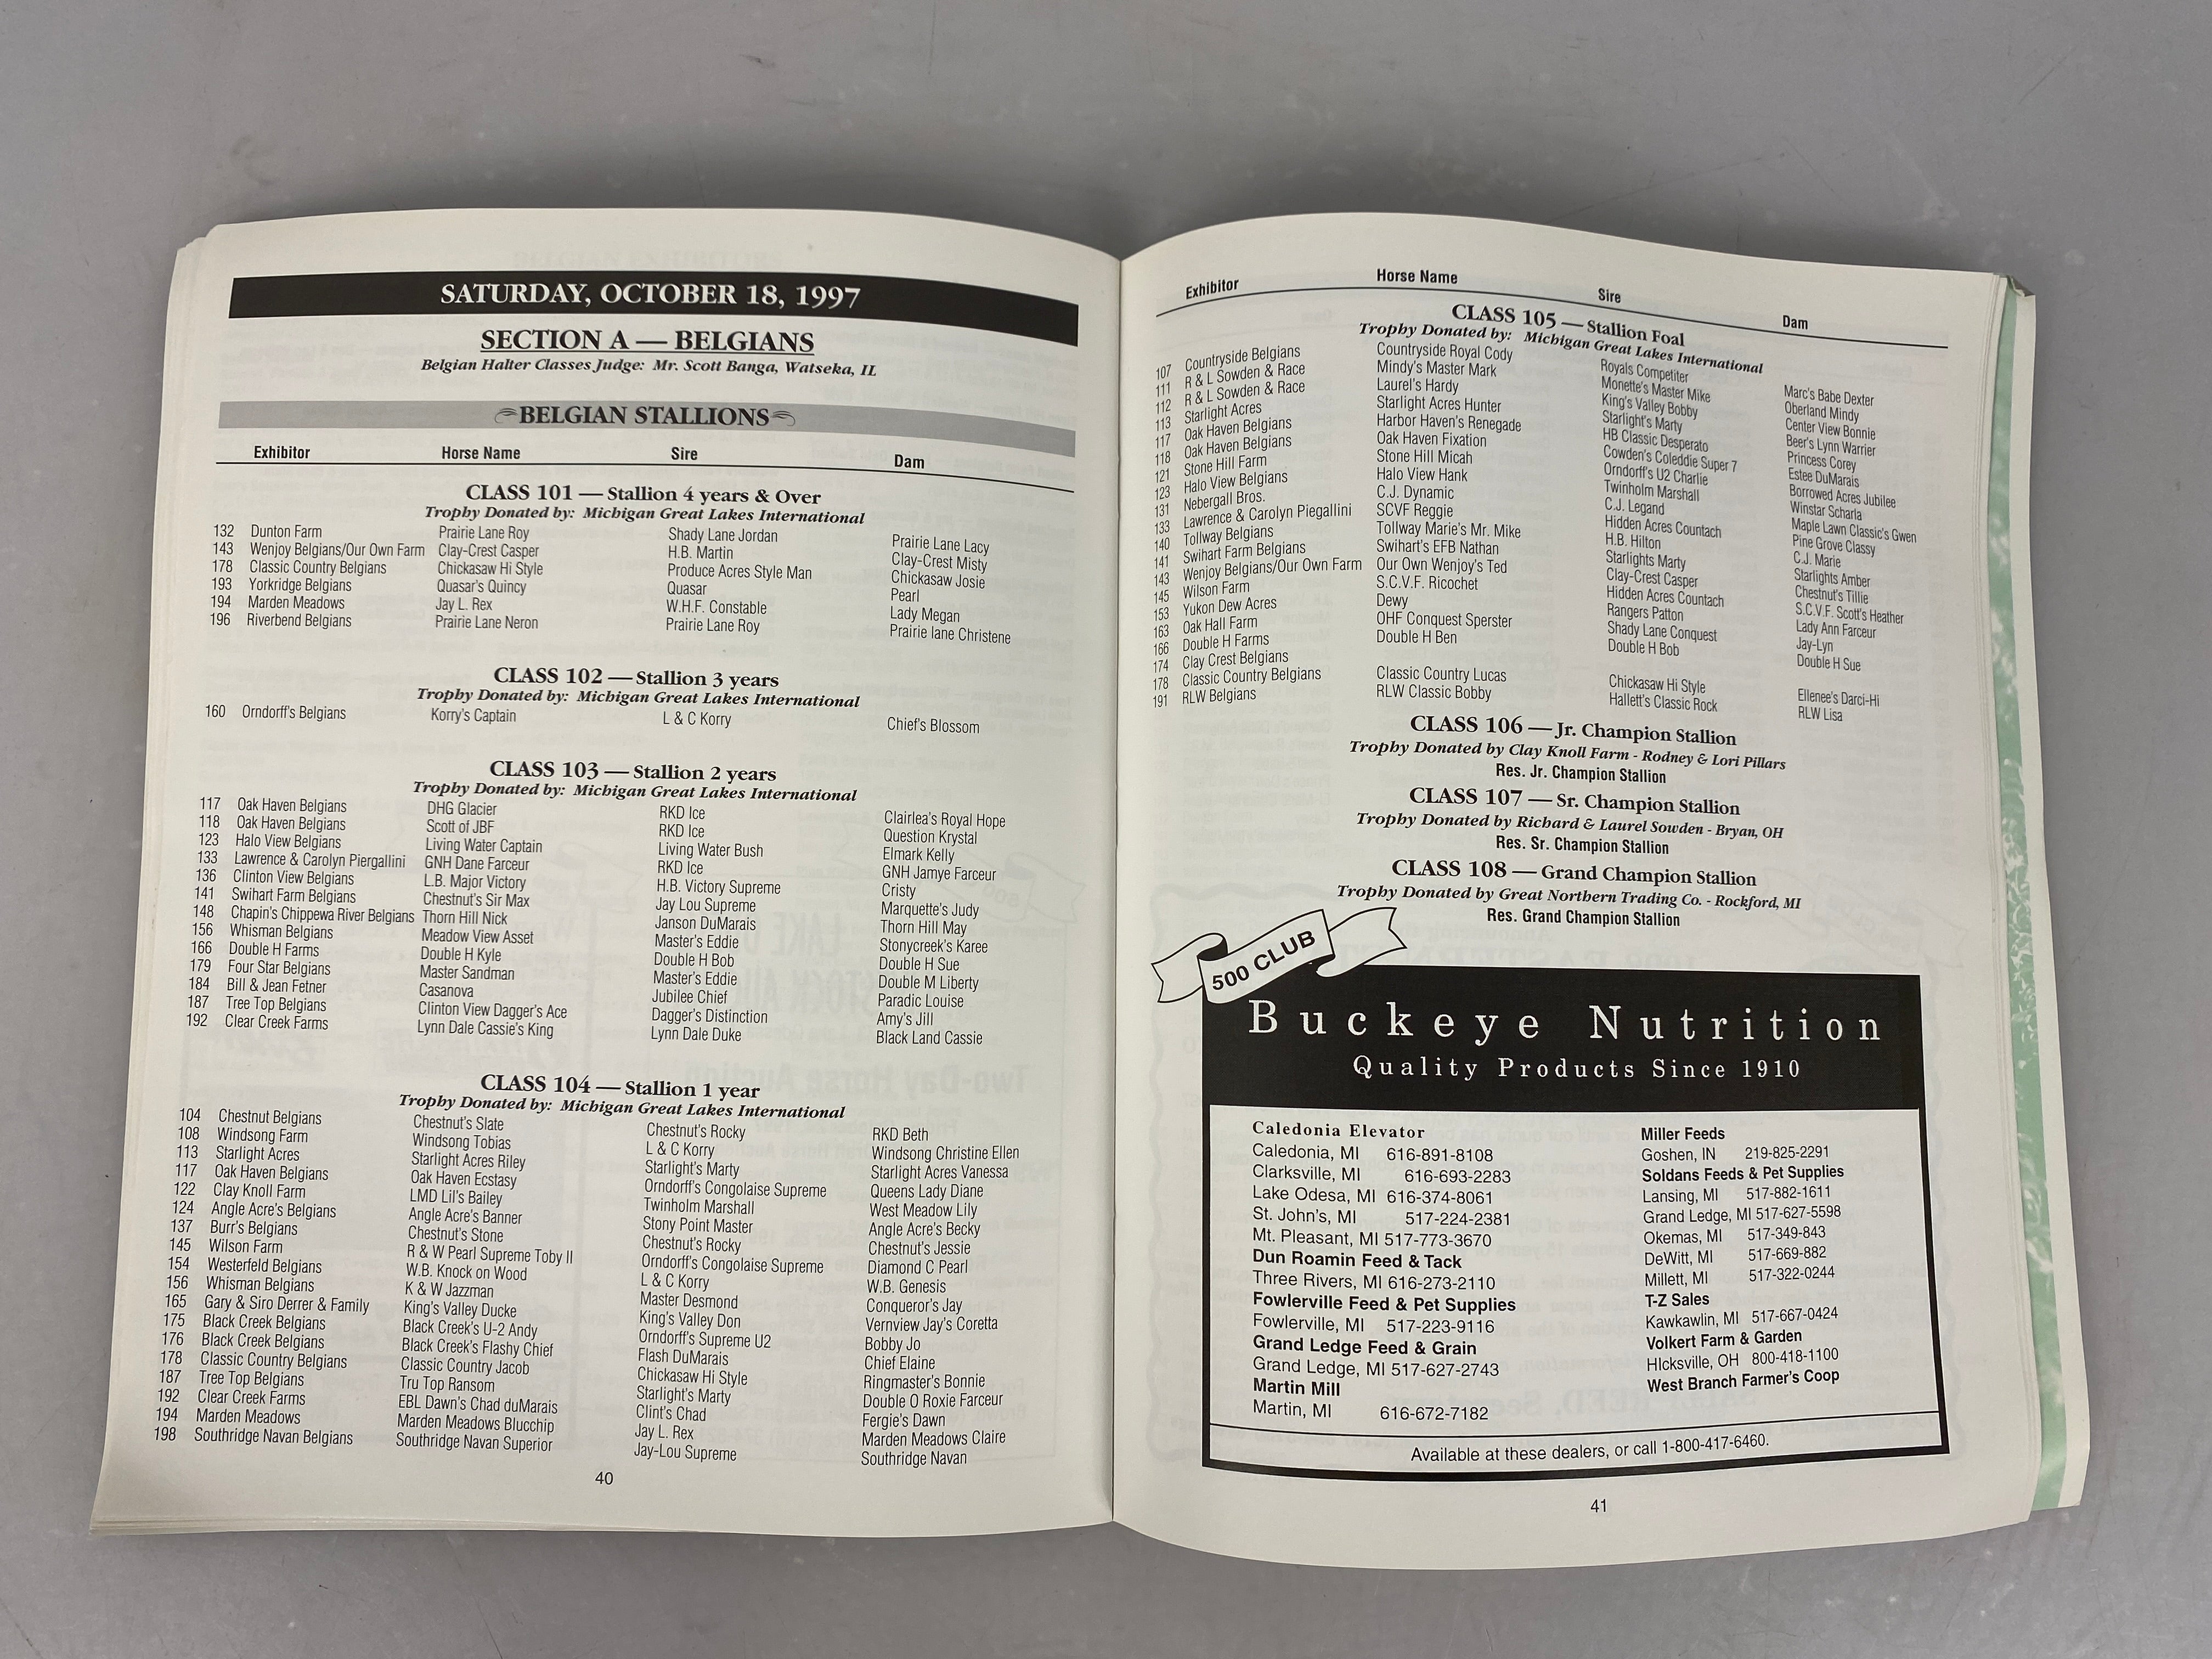 SATURDAY, OCTOBER 18, 1997
SECTION A — BELGIANS
Belgian Halter Classes Judge: Mr. Scott Banga, Watseka, IL
BELGIAN STALLIONS
Exhibitor Horse Name Sire Dam
CLASS 101 — Stallion 4 years & Over
Trophy Donated by: Michigan Great Lakes International
132 Dunton Farm Prairie Lane Roy Shady Lane Jordan Prairie Lane Lacy
143 Wenjoy Belgians/Our Own Farm Clay-Crest Casper H.B. Martin Clay-Crest Misty
178 Classic Country Belgians Chickasaw Hi Style Produce Acres Style Man Chickasaw Josie
193 Yorkridge Belgians Quasar's Quincy Quasar Pearl
194 Marden Meadows Jay L. Rex W.H.F. Constable Lady Megan
196 Riverbend Belgians Prairie Lane Neron Prairie Lane Roy Prairie lane Christene
CLASS 102 — Stallion 3 years
Trophy Donated by: Michigan Great Lakes International
160 Orndorff's Belgians Korry's Captain L & C Korry Chief's Blossom
CLASS 103 — Stallion 2 years
Trophy Donated by: Michigan Great Lakes International
117 Oak Haven Belgians DHG Glacier RKD Ice Clairlea's Royal Hope
118 Oak Haven Belgians Scott of JBF RKD Ice Question Krystal
123 Halo View Belgians Living Water Captain Living Water Bush Elmark Kelly
133 Lawrence & Carolyn Piergallini GNH Dane Farceur RKD Ice GNH Jamye Farceur
136 Clinton View Belgians L.B. Major Victory H.B. Victory Supreme Cristy
141 Swihart Farm Belgians Chestnut's Sir Max Jay Lou Supreme Marquette's Judy
148 Chapin's Chippewa River Belgians Thorn Hill Nick Janson DuMarais Thorn Hill May
156 Whisman Belgians Meadow View Asset Master's Eddie Stonycreek's Karee
166 Double H Farms Double H Kyle Double H Bob Double H Sue
179 Four Star Belgians Master Sandman Master's Eddie Double M Liberty
184 Bill & Jean Fetner Casanova Jubilee Chief Paradic Louise
187 Tree Top Belgians Clinton View Dagger's Ace Dagger's Distinction Amy's Jill
192 Clear Creek Farms Lynn Dale Cassie's King Lynn Dale Duke Black Land Cassie
CLASS 104 — Stallion 1 year
Trophy Donated by: Michigan Great Lakes International
104 Chestnut Belgians Chestnut's Slate Chestnut's Rocky RKD Beth
108 Windsong Farm Windsong Tobias L & C Korry Windsong Christine Ellen
113 Starlight Acres Starlight Acres Riley Starlight's Marty Starlight Acres Vanessa
117 Oak Haven Belgians Oak Haven Ecstasy Orndorff's Congolaise Supreme Queens Lady Diane
122 Clay Knoll Farm LMD Lil's Bailey Twinholm Marshall West Meadow Lily
124 Angle Acre's Belgians Angle Acre's Banner Stony Point Master Angle Acre's Becky
137 Burr's Belgians Chestnut's Stone Chestnut's Rocky Chestnut's Jessie
145 Wilson Farm R & W Pearl Supreme Toby II Orndorff's Congolaise Supreme Diamond C Pearl
154 Westerfeld Belgians W.B. Knock on Wood L & C Korry W.B. Genesis
156 Whisman Belgians K & W Jazzman Master Desmond Conqueror's Jay
165 Gary & Siro Derrer & Family King's Valley Ducke King's Valley Don Vernview Jay's Coretta
175 Black Creek Belgians Black Creek's U-2 Andy Orndorff's Supreme U2 Bobby Jo
176 Black Creek Belgians Black Creek's Flashy Chief Flash DuMarais Chief Elaine
178 Classic Country Belgians Classic Country Jacob Chickasaw Hi Style Ringmaster's Bonnie
187 Tree Top Belgians Tru Top Ransom Starlight's Marty Double O Roxie Farceur
192 Clear Creek Farms EBL Dawn's Chad duMarais Clint's Chad Fergie's Dawn
194 Marden Meadows Marden Meadows Blucchip Jay L. Rex Marden Meadows Claire
198 Southridge Navan Belgians Southridge Navan Superior Jay-Lou Supreme Southridge Navan
40
Exhibitor Horse Name Sire Dam
CLASS 105 — Stallion Foal
Trophy Donated by: Michigan Great Lakes International
107 Countryside Belgians Countryside Royal Cody Royals Competiter Marc's Babe Dexter
111 R & L Sowden & Race Mindy's Master Mark Monette's Master Mike Oberland Mindy
112 R & L Sowden & Race Laurel's Hardy King's Valley Bobby Center View Bonnie
113 Starlight Acres Starlight Acres Hunter Starlight's Marty Beer's Lynn Warrier
117 Oak Haven Belgians Harbor Haven's Renegade HB Classic Desperato Princess Corey
118 Oak Haven Belgians Oak Haven Fixation Cowden's Coleddie Super 7 Estee DuMarais
121 Stone Hill Farm Stone Hill Micah Orndorff's U2 Charlie Borrowed Acres Jubilee
123 Halo View Belgians Halo View Hank Twinholm Marshall Winstar Scharla
131 Nebergall Bros. C.J. Dynamic C.J. Legand Maple Lawn Classic's Gwen
133 Lawrence & Carolyn Piegallini SCVF Reggie Hidden Acres Countach Pine Grove Classy
140 Tollway Belgians Tollway Marie's Mr. Mike H.B. Hilton C.J. Marie
141 Swihart Farm Belgians Swihart's EFB Nathan Starlights Marty Starlights Amber
143 Wenjoy Belgians/Our Own Farm Our Own Wenjoy's Ted Clay-Crest Casper Chestnut's Tillie
145 Wilson Farm S.C.V.F. Ricochet Hidden Acres Countach S.C.V.F. Scott's Heather
153 Yukon Dew Acres Dewy Rangers Patton Lady Ann Farceur
163 Oak Hall Farm OHF Conquest Sperster Shady Lane Conquest Jay-Lyn
166 Double H Farms Double H Ben Double H Bob Double H Sue
174 Clay Crest Belgians
178 Classic Country Belgians Classic Country Lucas Chickasaw Hi Style Ellenee's Darci-Hi
191 RLW Belgians RLW Classic Bobby Hallett's Classic Rock RLW Lisa
CLASS 106 — Jr. Champion Stallion
Trophy Donated by Clay Knoll Farm - Rodney & Lori Pillars
Res. Jr. Champion Stallion
CLASS 107 — Sr. Champion Stallion
Trophy Donated by Richard & Laurel Sowden - Bryan, OH
Res. Sr. Champion Stallion
CLASS 108 — Grand Champion Stallion
Trophy Donated by Great Northern Trading Co. - Rockford, MI
Res. Grand Champion Stallion
500 CLUB
Buckeye Nutrition
Quality Products Since 1910
Caledonia Elevator
Caledonia, MI 616-891-8108
Clarksville, MI 616-693-2283
Lake Odesa, MI 616-374-8061
St. John's, MI 517-224-2381
Mt. Pleasant, MI 517-773-3670
Dun Roamin Feed & Tack
Three Rivers, MI 616-273-2110
Fowlerville Feed & Pet Supplies
Fowlerville, MI 517-223-9116
Grand Ledge Feed & Grain
Grand Ledge, MI 517-627-2743
Martin Mill
Martin, MI 616-672-7182
Miller Feeds
Goshen, IN 219-825-2291
Soldans Feeds & Pet Supplies
Lansing, MI 517-882-1611
Grand Ledge, MI 517-627-5598
Okemas, MI 517-349-843
DeWitt, MI 517-669-882
Millett, MI 517-322-0244
T-Z Sales
Kawkawlin, MI 517-667-0424
Volkert Farm & Garden
HIcksville, OH 800-418-1100
West Branch Farmer's Coop
Available at these dealers, or call 1-800-417-6460.
41